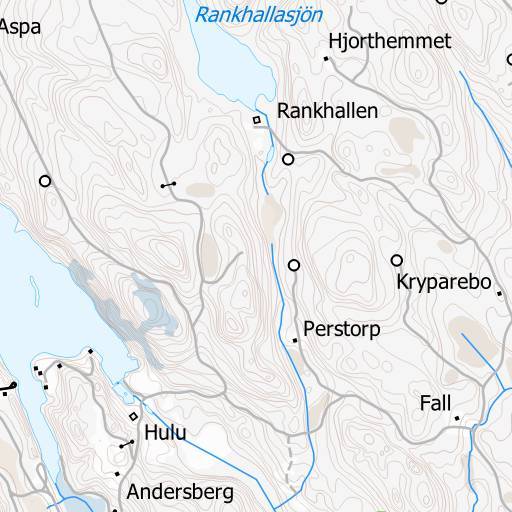 Rankhallasjön
Aspa
Hjorthemmet
Rankhallen
Kryparebo
Perstorp
Fall
Hulu
Andersberg